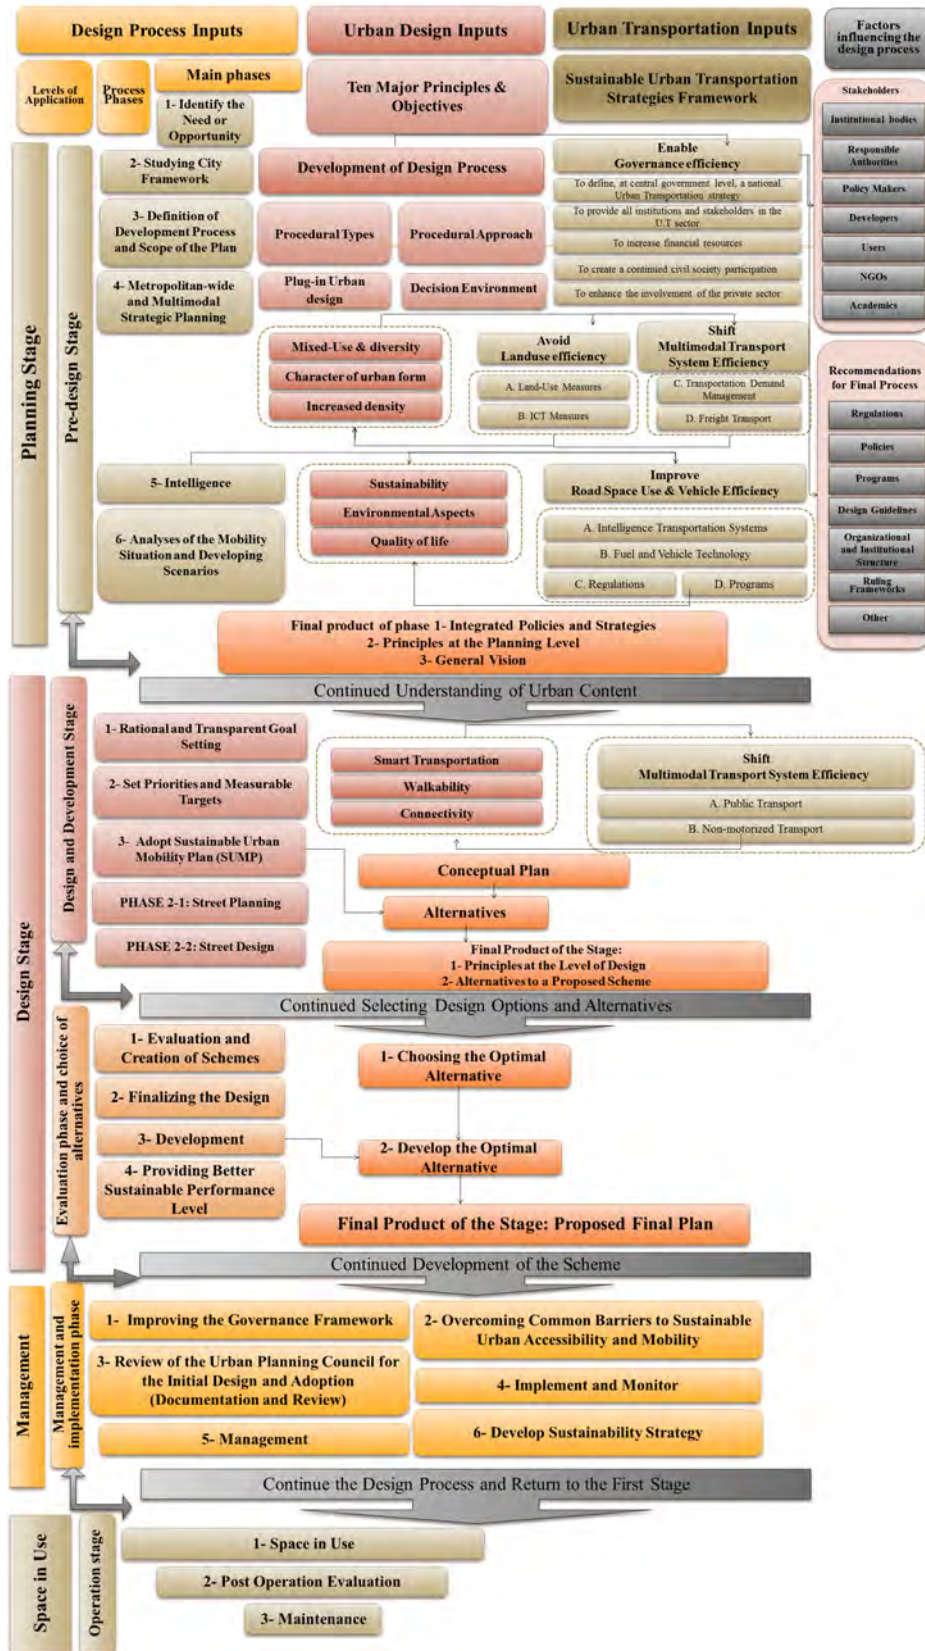 Design Process Inputs
Urban Design Inputs
Urban Transportation Inputs
Factors
influencing the
design process
Levels of
Application
Process
Phases
Main phases
1- Identify the
Need or
Opportunity
Ten Major Principles &
Objectives
Sustainable Urban Transportation
Strategies Framework
Stakeholders
Institutional bodies
Responsible
Authorities
Policy Makers
Developers
Users
NGOs
Academics
Planning Stage
Pre-design Stage
2- Studying City
Framework
3- Definition of
Development Process
and Scope of the Plan
4- Metropolitan-wide
and Multimodal
Strategic Planning
Development of Design Process
Procedural Types
Procedural Approach
Plug-in Urban
design
Decision Environment
Enable
Governance efficiency
To define, at central government level, a national
Urban Transportation strategy
To provide all institutions and stakeholders in the
U.T sector
To increase financial resources
To create a continued civil society participation
To enhance the involvement of the private sector
Mixed-Use & diversity
Character of urban form
Increased density
Avoid
Landuse efficiency
A. Land-Use Measures
B. ICT Measures
Shift
Multimodal Transport
System Efficiency
C. Transportation Demand
Management
D. Freight Transport
Recommendations
for Final Process
Regulations
Policies
Programs
Design Guidelines
Organizational
and Institutional
Structure
Ruling
Frameworks
Other
5- Intelligence
6- Analyses of the Mobility
Situation and Developing
Scenarios
Sustainability
Environmental Aspects
Quality of life
Improve
Road Space Use & Vehicle Efficiency
A. Intelligence Transportation Systems
B. Fuel and Vehicle Technology
C. Regulations
D. Programs
Final product of phase 1- Integrated Policies and Strategies
2- Principles at the Planning Level
3- General Vision
Continued Understanding of Urban Content
Design Stage
Design and Development Stage
1- Rational and Transparent Goal
Setting
2- Set Priorities and Measurable
Targets
3- Adopt Sustainable Urban
Mobility Plan (SUMP)
PHASE 2-1: Street Planning
PHASE 2-2: Street Design
Smart Transportation
Walkability
Connectivity
Shift
Multimodal Transport System Efficiency
A. Public Transport
B. Non-motorized Transport
Conceptual Plan
Alternatives
Final Product of the Stage:
1- Principles at the Level of Design
2- Alternatives to a Proposed Scheme
Continued Selecting Design Options and Alternatives
Evaluation phase and choice of
alternatives
1- Evaluation and
Creation of Schemes
2- Finalizing the Design
3- Development
4- Providing Better
Sustainable Performance
Level
1- Choosing the Optimal
Alternative
2- Develop the Optimal
Alternative
Final Product of the Stage: Proposed Final Plan
Continued Development of the Scheme
Management
Management and
implementation phase
1- Improving the Governance Framework
2- Overcoming Common Barriers to Sustainable
Urban Accessibility and Mobility
3- Review of the Urban Planning Council for
the Initial Design and Adoption
(Documentation and Review)
4- Implement and Monitor
5- Management
6- Develop Sustainability Strategy
Continue the Design Process and Return to the First Stage
Space in Use
Operation stage
1- Space in Use
2- Post Operation Evaluation
3- Maintenance